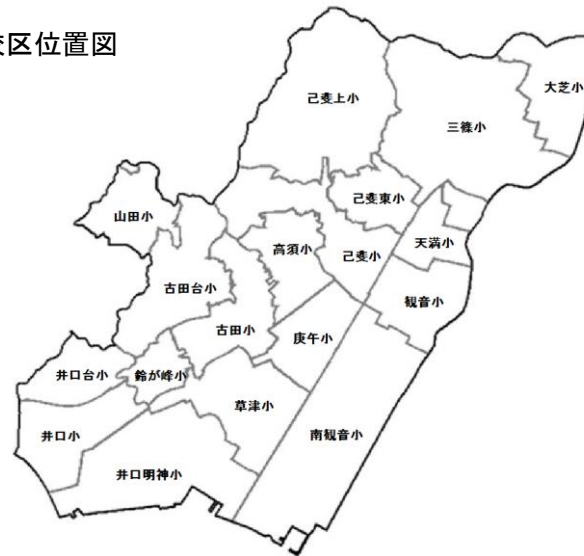 校区位置図
大芝小
己斐上小
三篠小
己斐東小
山田小
天満小
高須小
己斐小
古田台小
観音小
古田小
庚午小
井口台小
鈴が峰小
草津小
井口小
南観音小
井口明神小